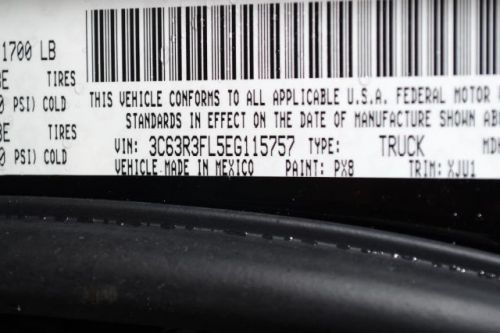 1700 LB
TIRES
PSI) COLD
TIRES
PSI) COLD
THIS VEHICLE CONFORMS TO ALL APPLICABLE U.S.A. FEDERAL MOTOR
STANDARDS IN EFFECT ON THE DATE OF MANUFACTURE SHOWN
VIN: 3C63R3FL5EG115757 TYPE: TRUCK
VEHICLE MADE IN MEXICO PAINT: PX8 TRIM: XJU1